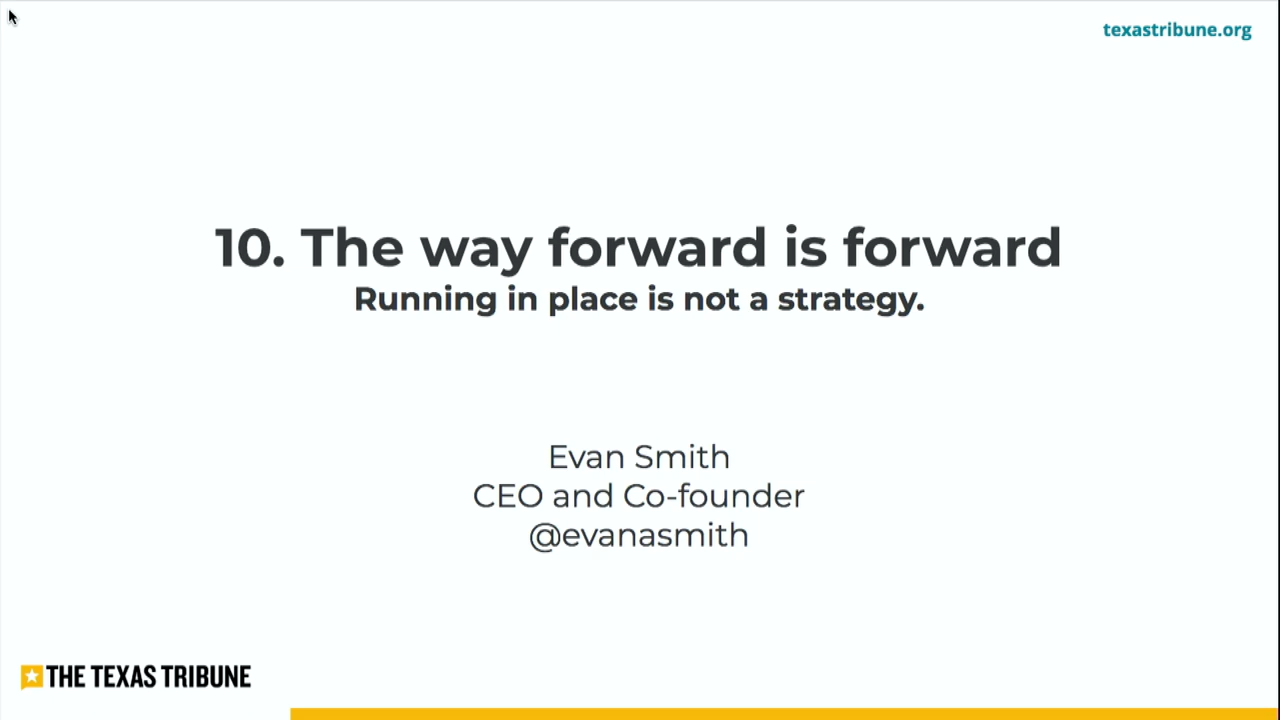 texastribune.org
10. The way forward is forward
Running in place is not a strategy.
Evan Smith
CEO and Co-founder
@evanasmith
THE TEXAS TRIBUNE